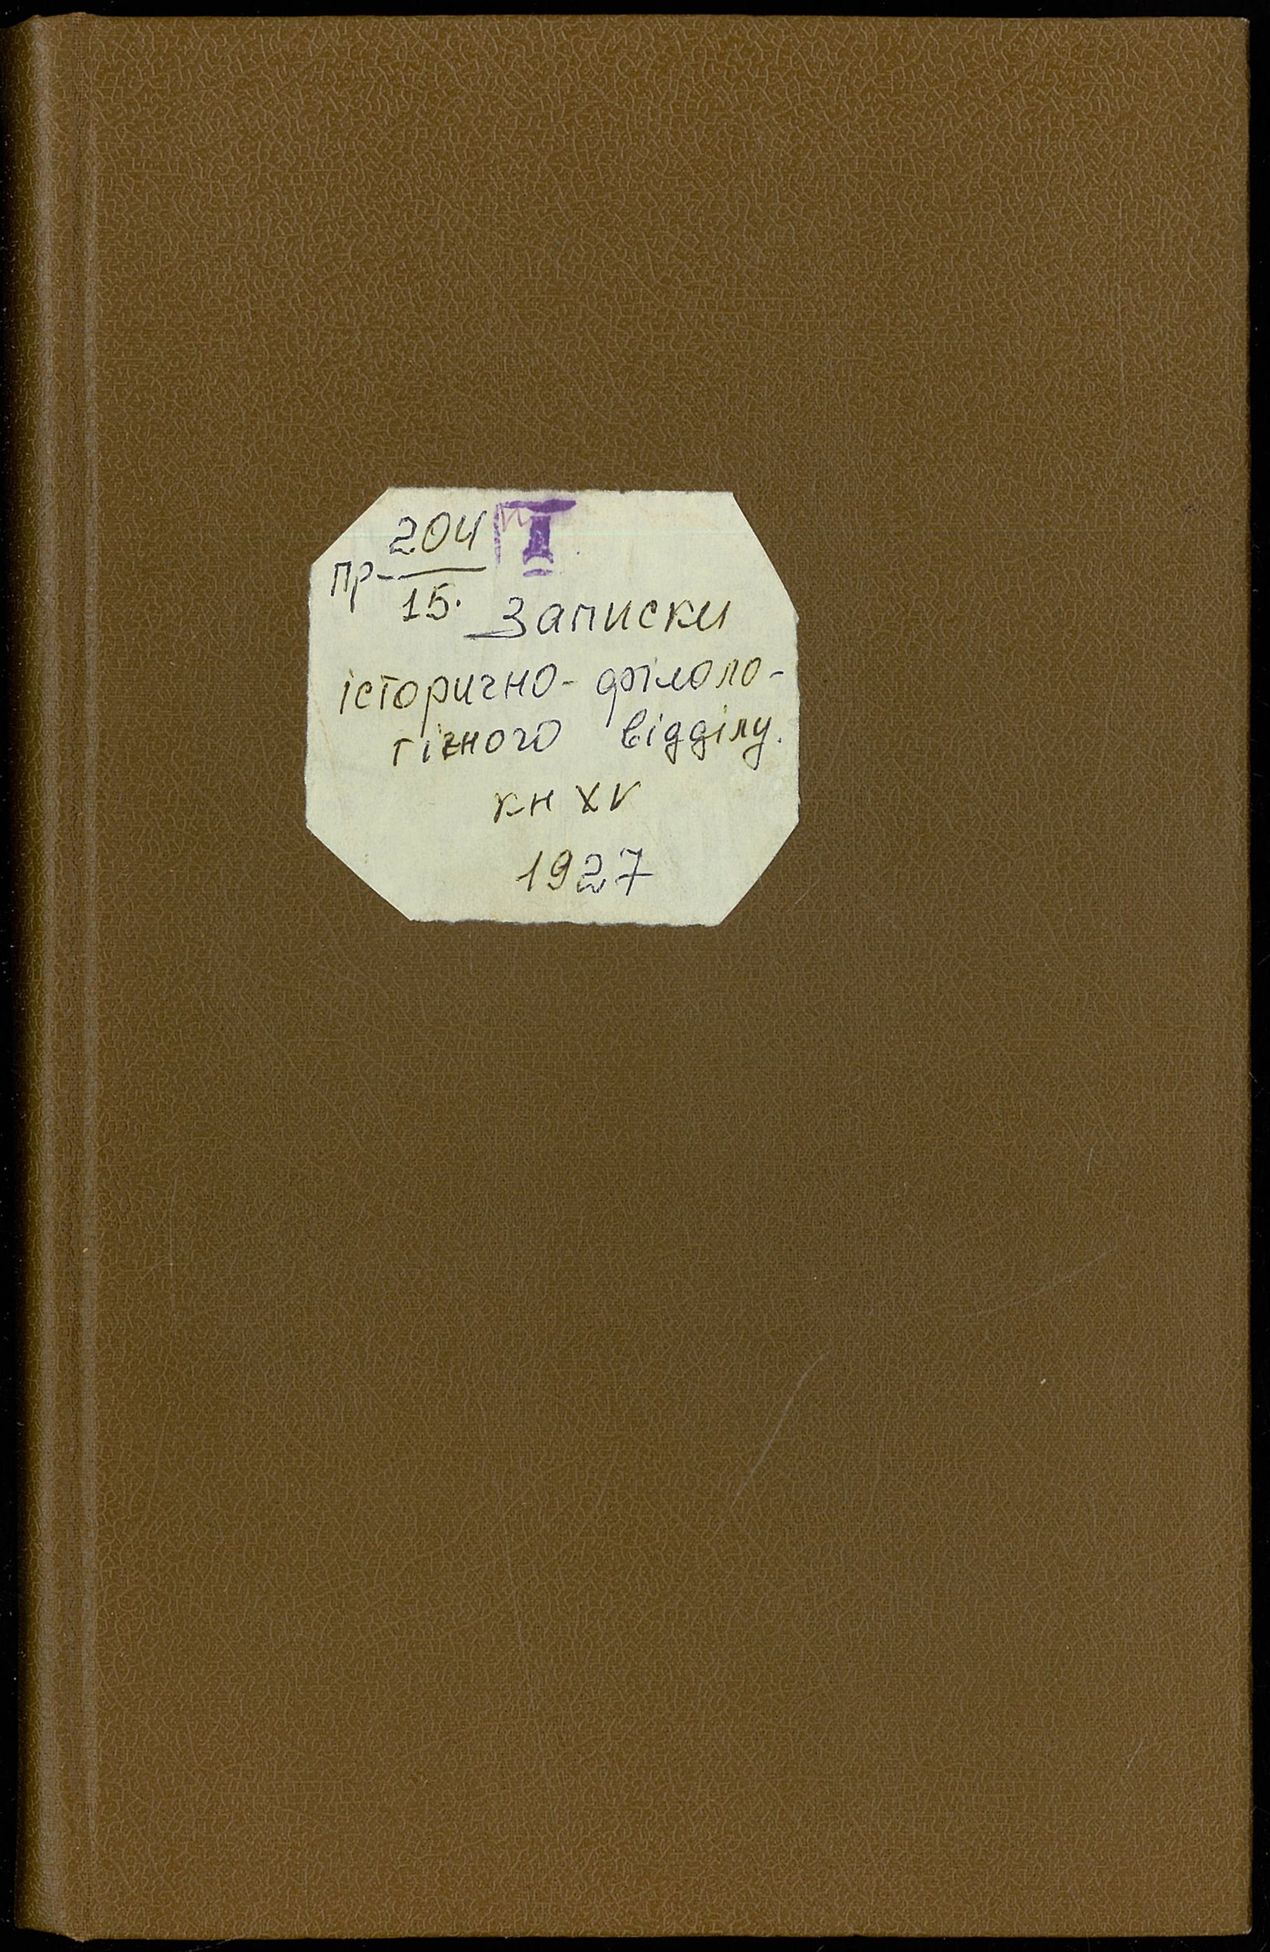 204
пр-
15.
I
Записки
історично-філоло-
гічного відділу.
кн XV
1927